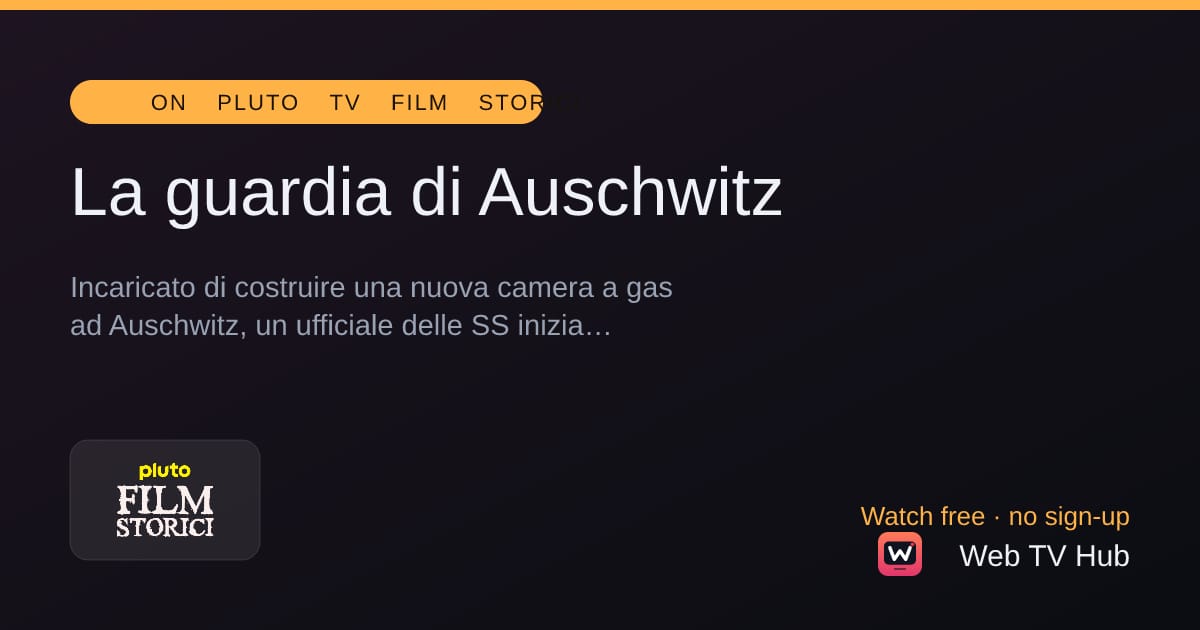 ON PLUTO TV FILM
La guardia di Auschwitz
Incaricato di costruire una nuova camera a gas
ad Auschwitz, un ufficiale delle SS inizia…
pluto
FILM
STORICI
Watch free · no sign-up
W
Web TV Hub